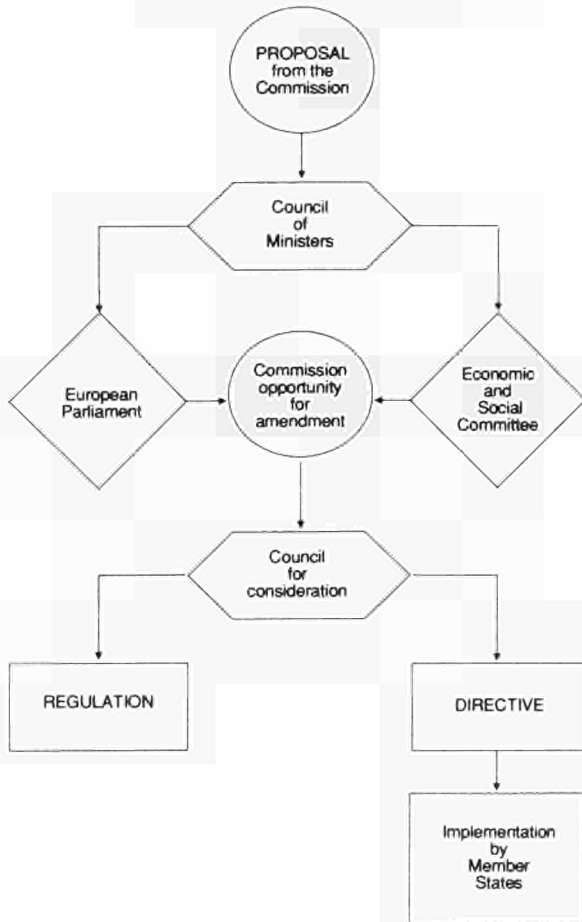 PROPOSAL
from the
Commission
Council
of
Ministers
European
Parliament
Commission
opportunity
for
amendment
Economic
and
Social
Committee
Council
for
consideration
REGULATION
DIRECTIVE
Implementation
by
Member
States